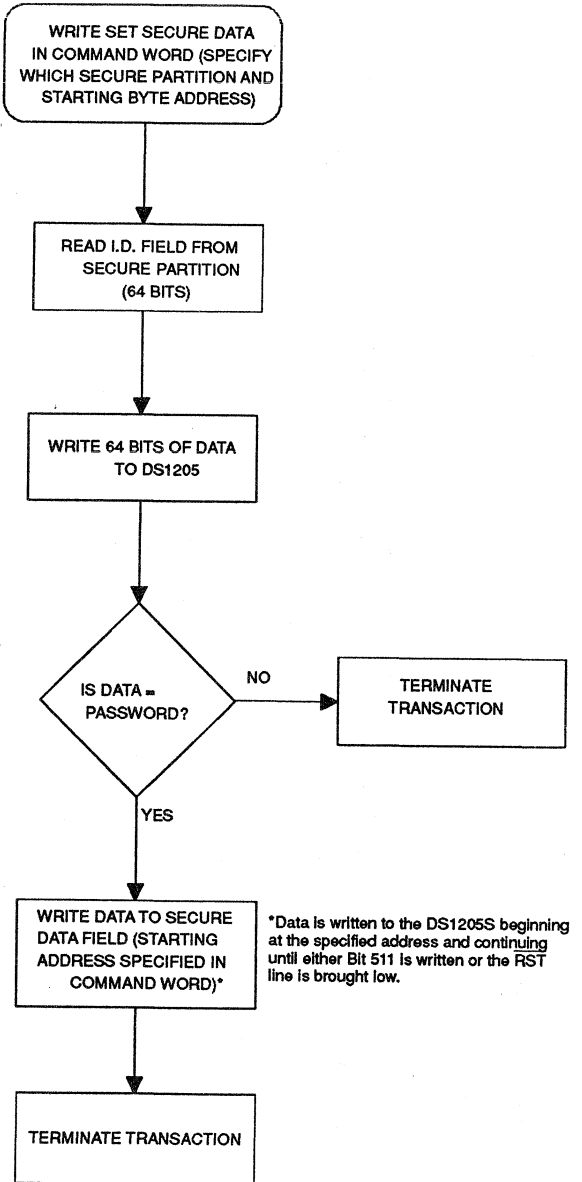 WRITE SET SECURE DATA
IN COMMAND WORD (SPECIFY
WHICH SECURE PARTITION AND
STARTING BYTE ADDRESS)
READ I.D. FIELD FROM
SECURE PARTITION
(64 BITS)
WRITE 64 BITS OF DATA
TO DS1205
IS DATA =
PASSWORD?
NO
TERMINATE
TRANSACTION
YES
WRITE DATA TO SECURE
DATA FIELD (STARTING
ADDRESS SPECIFIED IN
COMMAND WORD)*
*Data is written to the DS1205S beginning
at the specified address and continuing
until either Bit 511 is written or the RST
line is brought low.
TERMINATE TRANSACTION